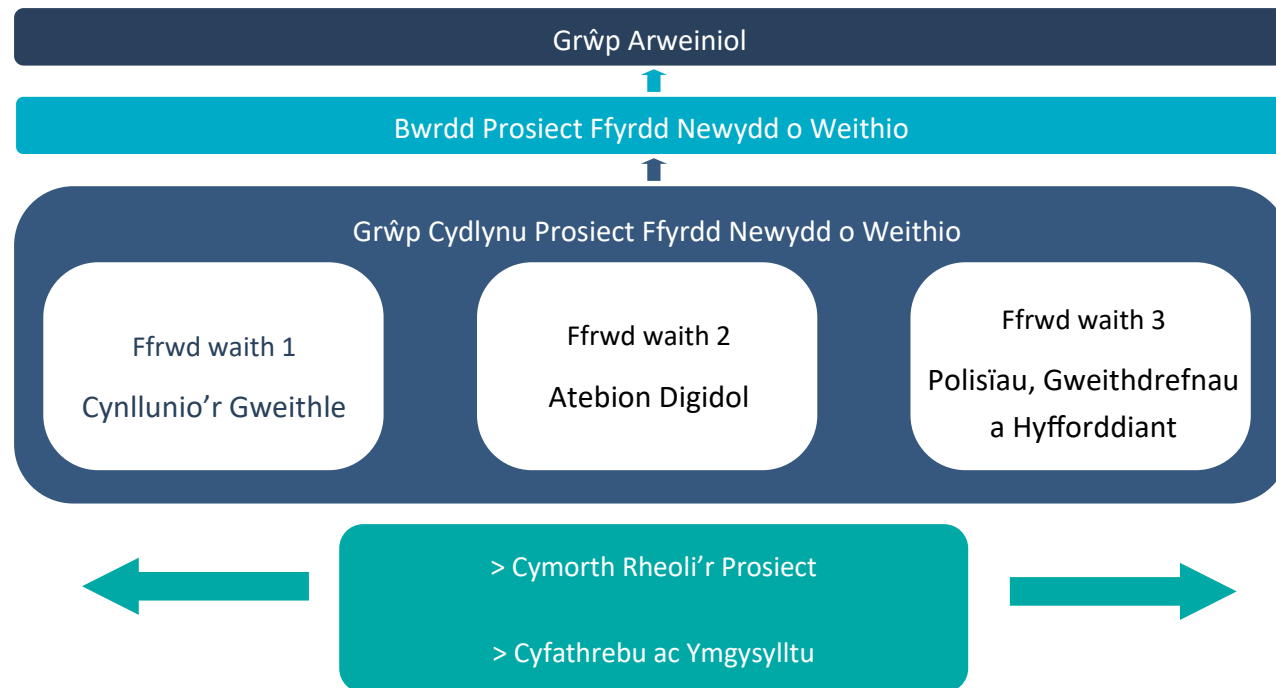 Grŵp Arweiniol
Bwrdd Prosiect Ffyrdd Newydd o Weithio
Grŵp Cydlynu Prosiect Ffyrdd Newydd o Weithio
Ffrwd waith 1
Cynllunio’r Gweithle
Ffrwd waith 2
Atebion Digidol
Ffrwd waith 3
Polisïau, Gweithdrefnau
a Hyfforddiant
> Cymorth Rheoli’r Prosiect
> Cyfathrebu ac Ymgysylltu